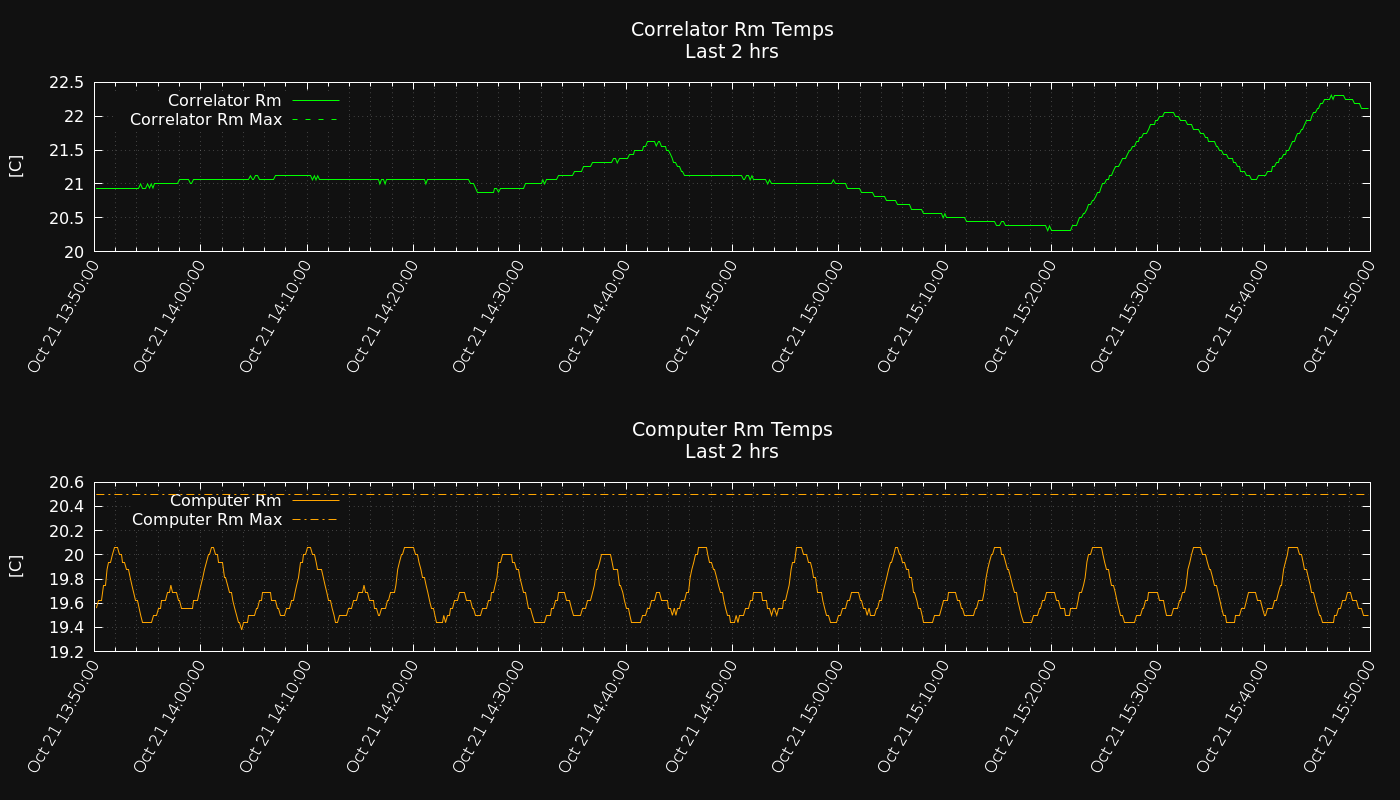 Correlator Rm Temps
Last 2 hrs
22.5
22
21.5
21
20.5
20
[C]
Correlator Rm
Correlator Rm Max
Oct 21 13:50:00
Oct 21 14:00:00
Oct 21 14:10:00
Oct 21 14:20:00
Oct 21 14:30:00
Oct 21 14:40:00
Oct 21 14:50:00
Oct 21 15:00:00
Oct 21 15:10:00
Oct 21 15:20:00
Oct 21 15:30:00
Oct 21 15:40:00
Oct 21 15:50:00
Computer Rm Temps
Last 2 hrs
20.6
20.4
20.2
20
19.8
19.6
19.4
19.2
[C]
Computer Rm
Computer Rm Max
Oct 21 13:50:00
Oct 21 14:00:00
Oct 21 14:10:00
Oct 21 14:20:00
Oct 21 14:30:00
Oct 21 14:40:00
Oct 21 14:50:00
Oct 21 15:00:00
Oct 21 15:10:00
Oct 21 15:20:00
Oct 21 15:30:00
Oct 21 15:40:00
Oct 21 15:50:00